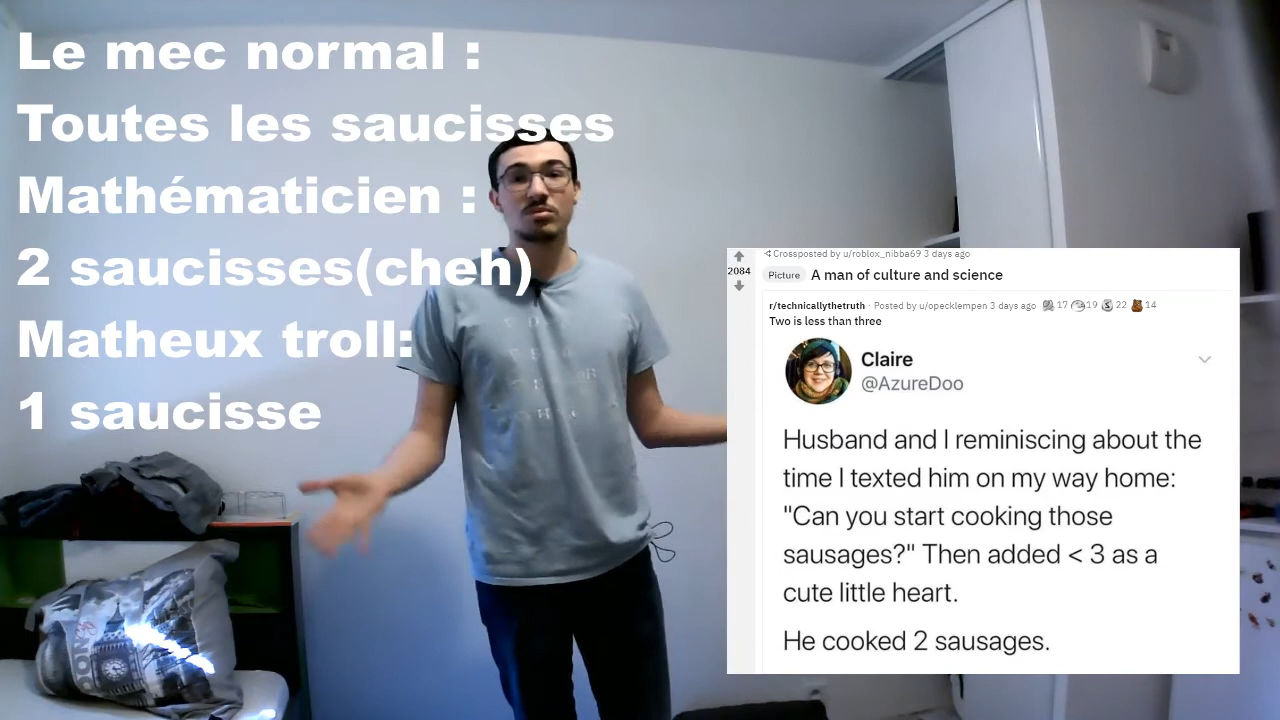 Le mec normal :
Toutes les saucisses
Mathématicien :
2 saucisses(cheh)
Matheux troll:
1 saucisse
Crossposted by u/roblox_nibba69 3 days ago
2084
Picture A man of culture and science
r/technicallythetruth · Posted by u/opecklempen 3 days ago 17 19 22 14
Two is less than three
Claire
@AzureDoo
Husband and I reminiscing about the
time I texted him on my way home:
"Can you start cooking those
sausages?" Then added < 3 as a
cute little heart.
He cooked 2 sausages.